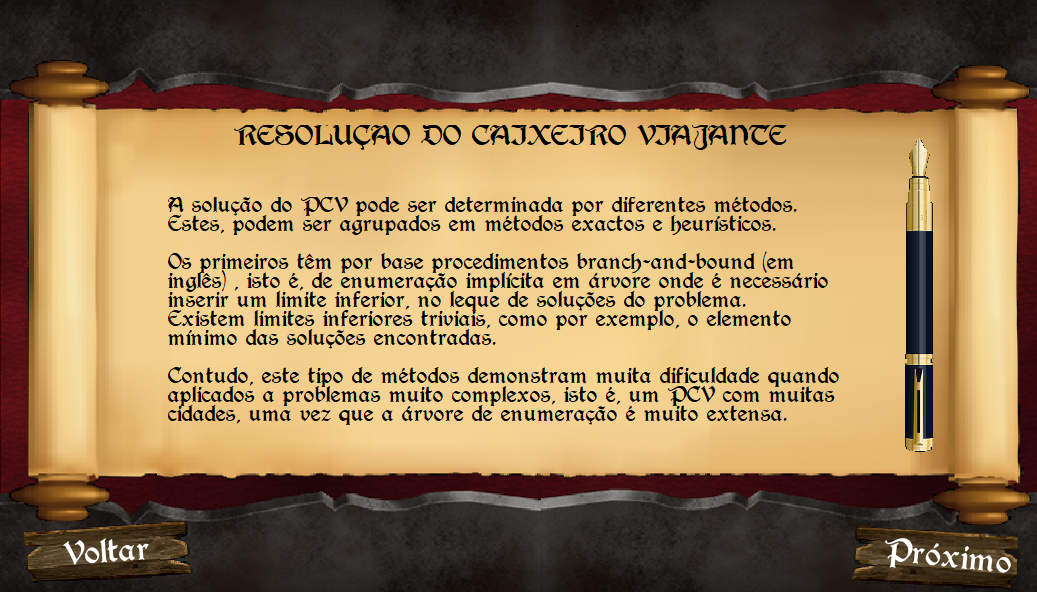 RESOLUÇAO DO CAIXEIRO VIAJANTE
A solução do PCV pode ser determinada por diferentes métodos.
Estes, podem ser agrupados em métodos exactos e heurísticos.
Os primeiros têm por base procedimentos branch-and-bound (em
inglês) , isto é, de enumeração implícita em árvore onde é necessário
inserir um limite inferior, no leque de soluções do problema.
Existem limites inferiores triviais, como por exemplo, o elemento
mínimo das soluções encontradas.
Contudo, este tipo de métodos demonstram muita dificuldade quando
aplicados a problemas muito complexos, isto é, um PCV com muitas
cidades, uma vez que a árvore de enumeração é muito extensa.
Voltar
Próximo